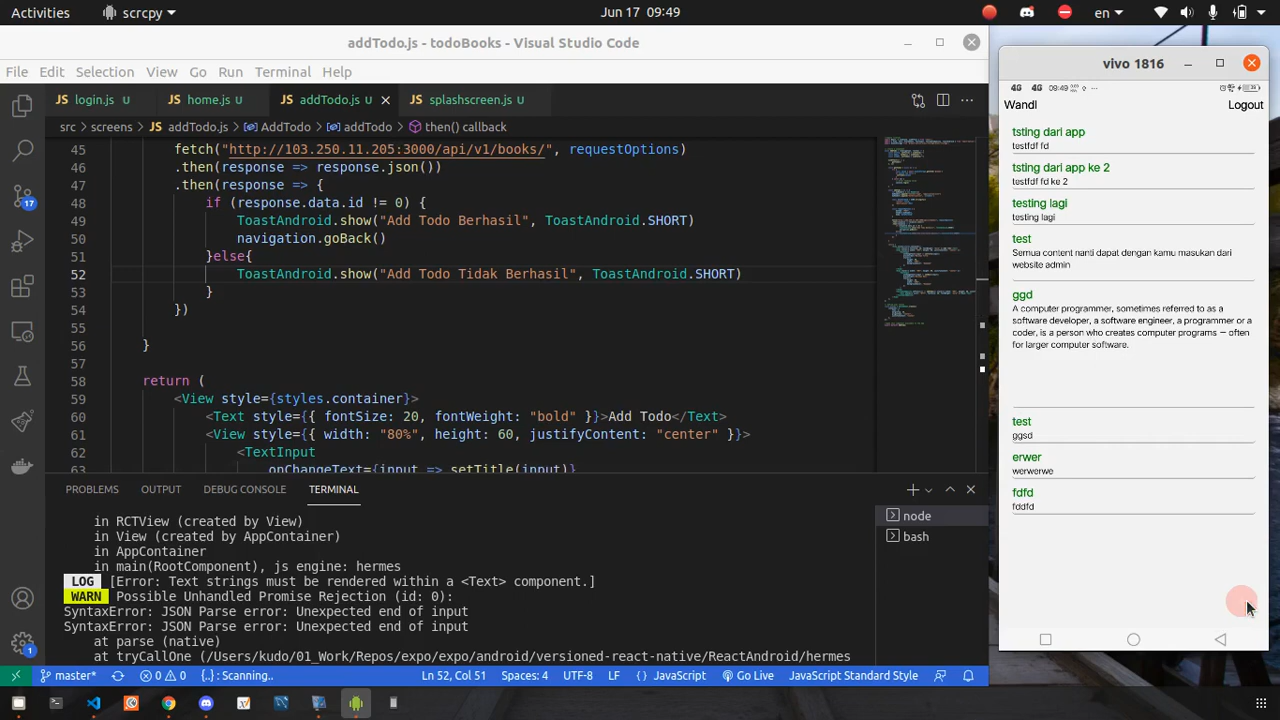 Activities
scrcpy
Jun 17 09:49
en
addTodo.js - todoBooks - Visual Studio Code
File Edit Selection View Go Run Terminal Help
JS login.js U
JS home.js U
JS addTodo.js U
JS splashscreen.js U
src > screens > JS addTodo.js > AddTodo > addTodo > then() callback
45 fetch("http://103.250.11.205:3000/api/v1/books/", requestOptions)
46 .then(response => response.json())
47 .then(response => {
48 if (response.data.id != 0) {
49 ToastAndroid.show("Add Todo Berhasil", ToastAndroid.SHORT)
50 navigation.goBack()
51 }else{
52 ToastAndroid.show("Add Todo Tidak Berhasil", ToastAndroid.SHORT)
53 }
54 })
55
56 }
57
58 return (
59 <View style={styles.container}>
60 <Text style={{ fontSize: 20, fontWeight: "bold" }}>Add Todo</Text>
61 <View style={{ width: "80%", height: 60, justifyContent: "center" }}>
62 <TextInput
63 onChangeText={input => setTitle(input)}
17
PROBLEMS OUTPUT DEBUG CONSOLE TERMINAL
node
bash
in RCTView (created by View)
in View (created by AppContainer)
in AppContainer
in main(RootComponent), js engine: hermes
LOG [Error: Text strings must be rendered within a <Text> component.]
WARN Possible Unhandled Promise Rejection (id: 0):
SyntaxError: JSON Parse error: Unexpected end of input
SyntaxError: JSON Parse error: Unexpected end of input
at parse (native)
at tryCallOne (/Users/kudo/01_Work/Repos/expo/expo/android/versioned-react-native/ReactAndroid/hermes
1
master* 0 0 {..}: Scanning.. Ln 52, Col 51 Spaces: 4 UTF-8 LF { } JavaScript Go Live JavaScript Standard Style
vivo 1816
4G 4G 09:49
Wandi Logout
tsting dari app
testfdf fd
tsting dari app ke 2
testfdf fd ke 2
testing lagi
testing lagi
test
Semua content nanti dapat dengan kamu masukan dari
website admin
ggd
A computer programmer, sometimes referred to as a
software developer, a software engineer, a programmer or a
coder, is a person who creates computer programs — often
for larger computer software.
test
ggsd
erwer
werwerwe
fdfd
fddfd